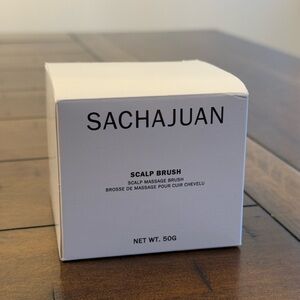 SACHAJUAN
SCALP BRUSH
SCALP MASSAGE BRUSH
BROSSE DE MASSAGE POUR CUIR CHEVELU
NET WT. 50G